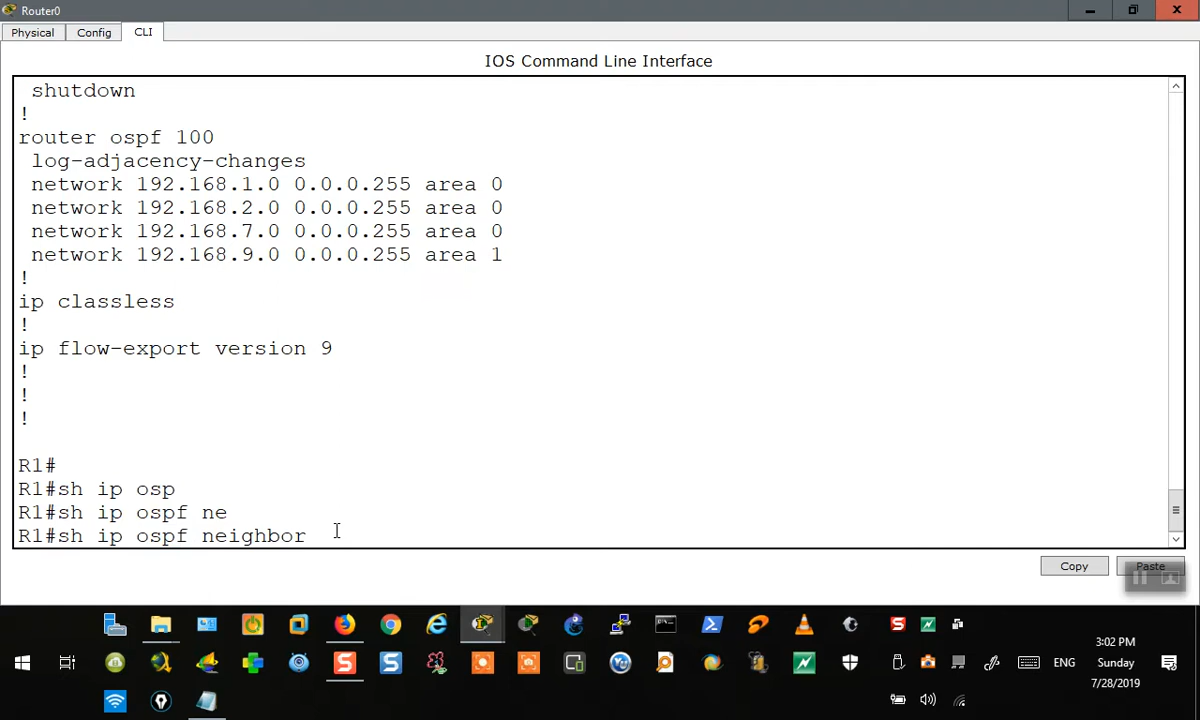 Router0
Physical Config CLI
IOS Command Line Interface
shutdown
!
router ospf 100
log-adjacency-changes
network 192.168.1.0 0.0.0.255 area 0
network 192.168.2.0 0.0.0.255 area 0
network 192.168.7.0 0.0.0.255 area 0
network 192.168.9.0 0.0.0.255 area 1
!
ip classless
!
ip flow-export version 9
!
!
!
R1#
R1#sh ip osp
R1#sh ip ospf ne
R1#sh ip ospf neighbor
Copy Paste
3:02 PM
ENG Sunday
7/28/2019